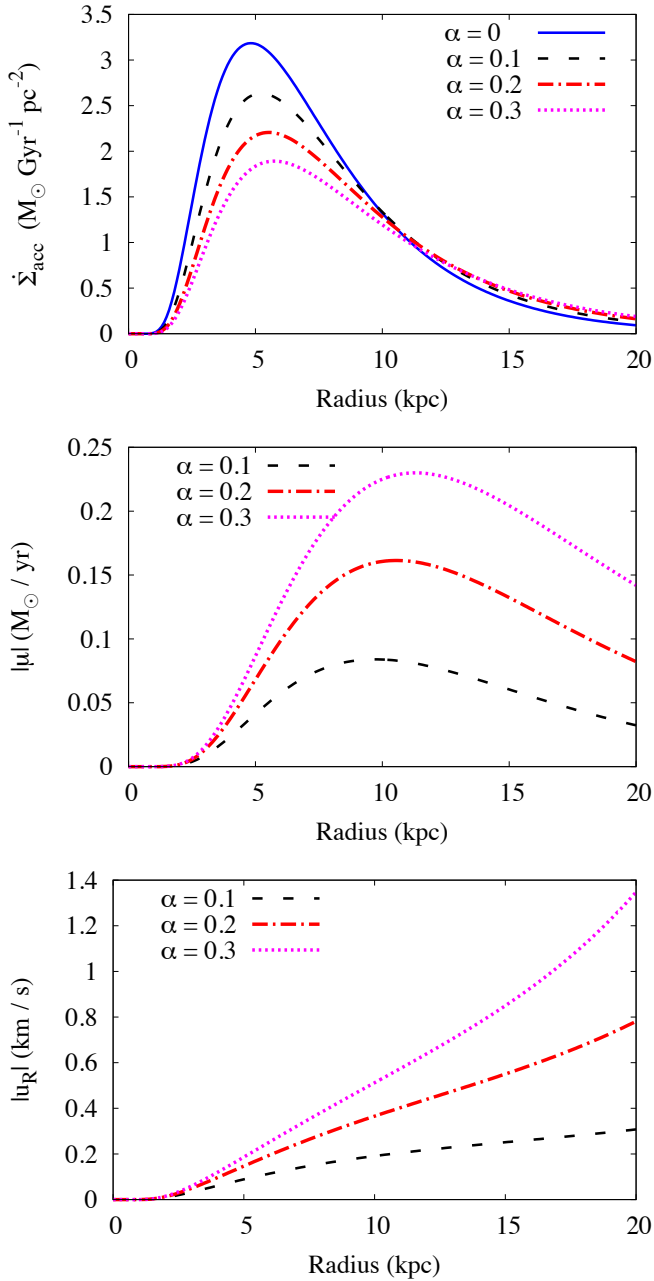 Σ̇acc (M⊙ Gyr-1 pc-2)
3.5
3
2.5
2
1.5
1
0.5
0
α = 0
α = 0.1
α = 0.2
α = 0.3
0 5 10 15 20
Radius (kpc)
|μ| (M⊙ / yr)
0.25
0.2
0.15
0.1
0.05
0
α = 0.1
α = 0.2
α = 0.3
0 5 10 15 20
Radius (kpc)
|uR| (km / s)
1.4
1.2
1
0.8
0.6
0.4
0.2
0
α = 0.1
α = 0.2
α = 0.3
0 5 10 15 20
Radius (kpc)